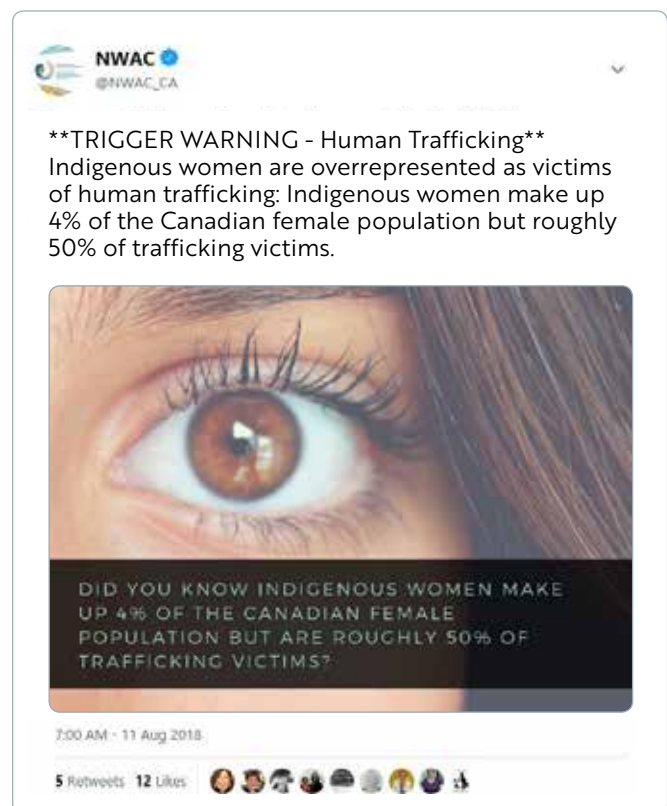 NWAC
@NWAC_CA
**TRIGGER WARNING - Human Trafficking**
Indigenous women are overrepresented as victims
of human trafficking: Indigenous women make up
4% of the Canadian female population but roughly
50% of trafficking victims.
DID YOU KNOW INDIGENOUS WOMEN MAKE
UP 4% OF THE CANADIAN FEMALE
POPULATION BUT ARE ROUGHLY 50% OF
TRAFFICKING VICTIMS?
7:00 AM - 11 Aug 2018
5 Retweets 12 Likes